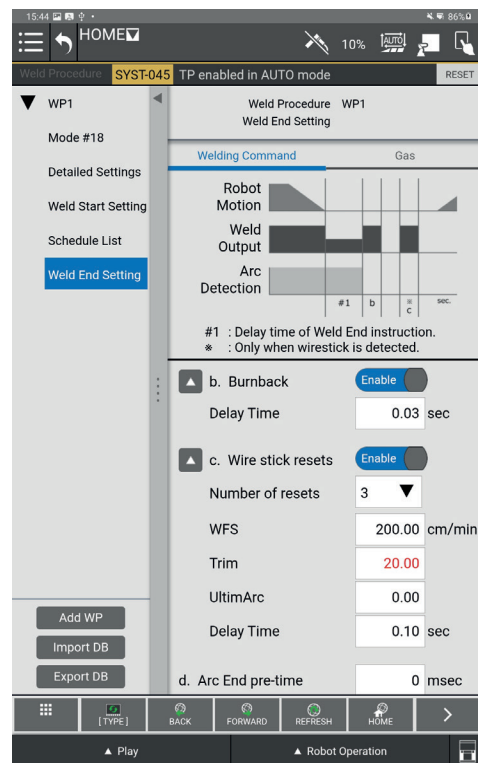 15:44 86%
HOME
10% AUTO
Weld Procedure SYST-045 TP enabled in AUTO mode RESET
WP1
Mode #18
Detailed Settings
Weld Start Setting
Schedule List
Weld End Setting
Add WP
Import DB
Export DB
Weld Procedure WP1
Weld End Setting
Welding Command Gas
Robot
Motion
Weld
Output
Arc
Detection
#1 b ※ sec.
c
#1 : Delay time of Weld End instruction.
※ : Only when wirestick is detected.
b. Burnback Enable
Delay Time 0.03 sec
c. Wire stick resets Enable
Number of resets 3
WFS 200.00 cm/min
Trim 20.00
UltimArc 0.00
Delay Time 0.10 sec
d. Arc End pre-time 0 msec
[ TYPE ] BACK FORWARD REFRESH HOME
Play Robot Operation